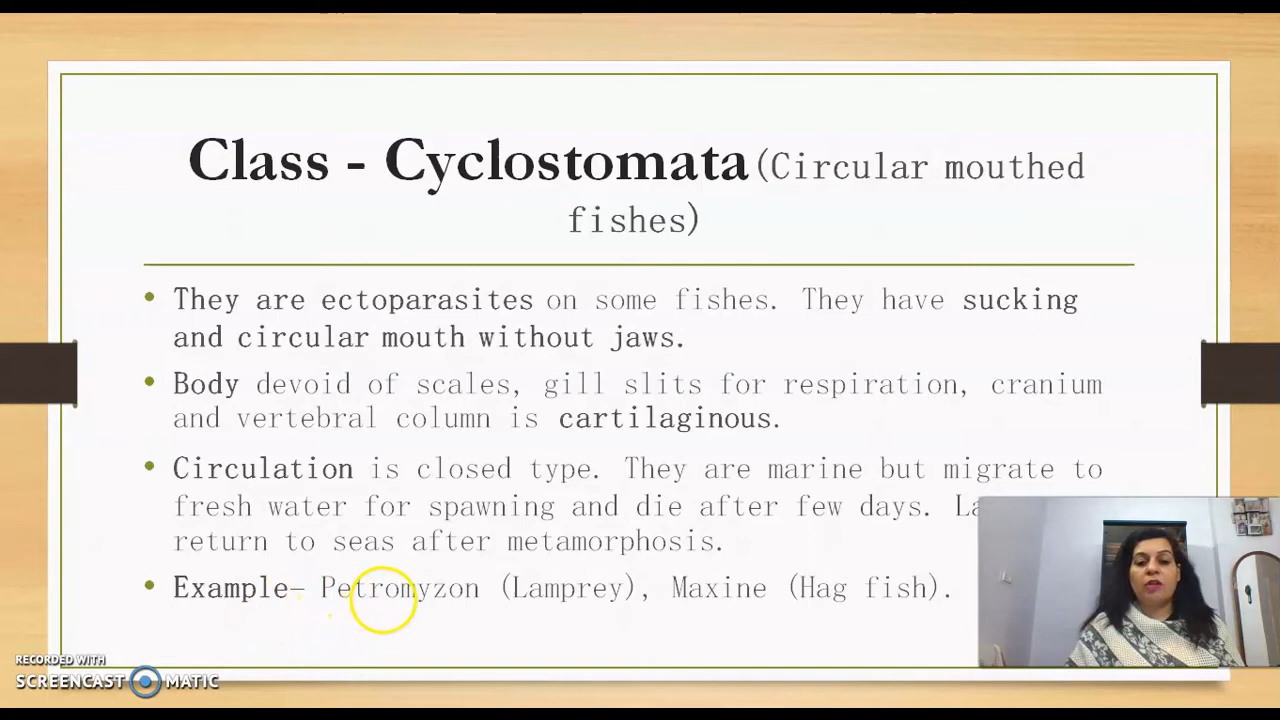 Class - Cyclostomata(Circular mouthed
fishes)
• They are ectoparasites on some fishes. They have sucking
and circular mouth without jaws.
• Body devoid of scales, gill slits for respiration, cranium
and vertebral column is cartilaginous.
• Circulation is closed type. They are marine but migrate to
fresh water for spawning and die after few days.
return to seas after metamorphosis.
• Example– Petromyzon (Lamprey), Maxine (Hag fish).
RECORDED WITH
SCREENCAST MATIC